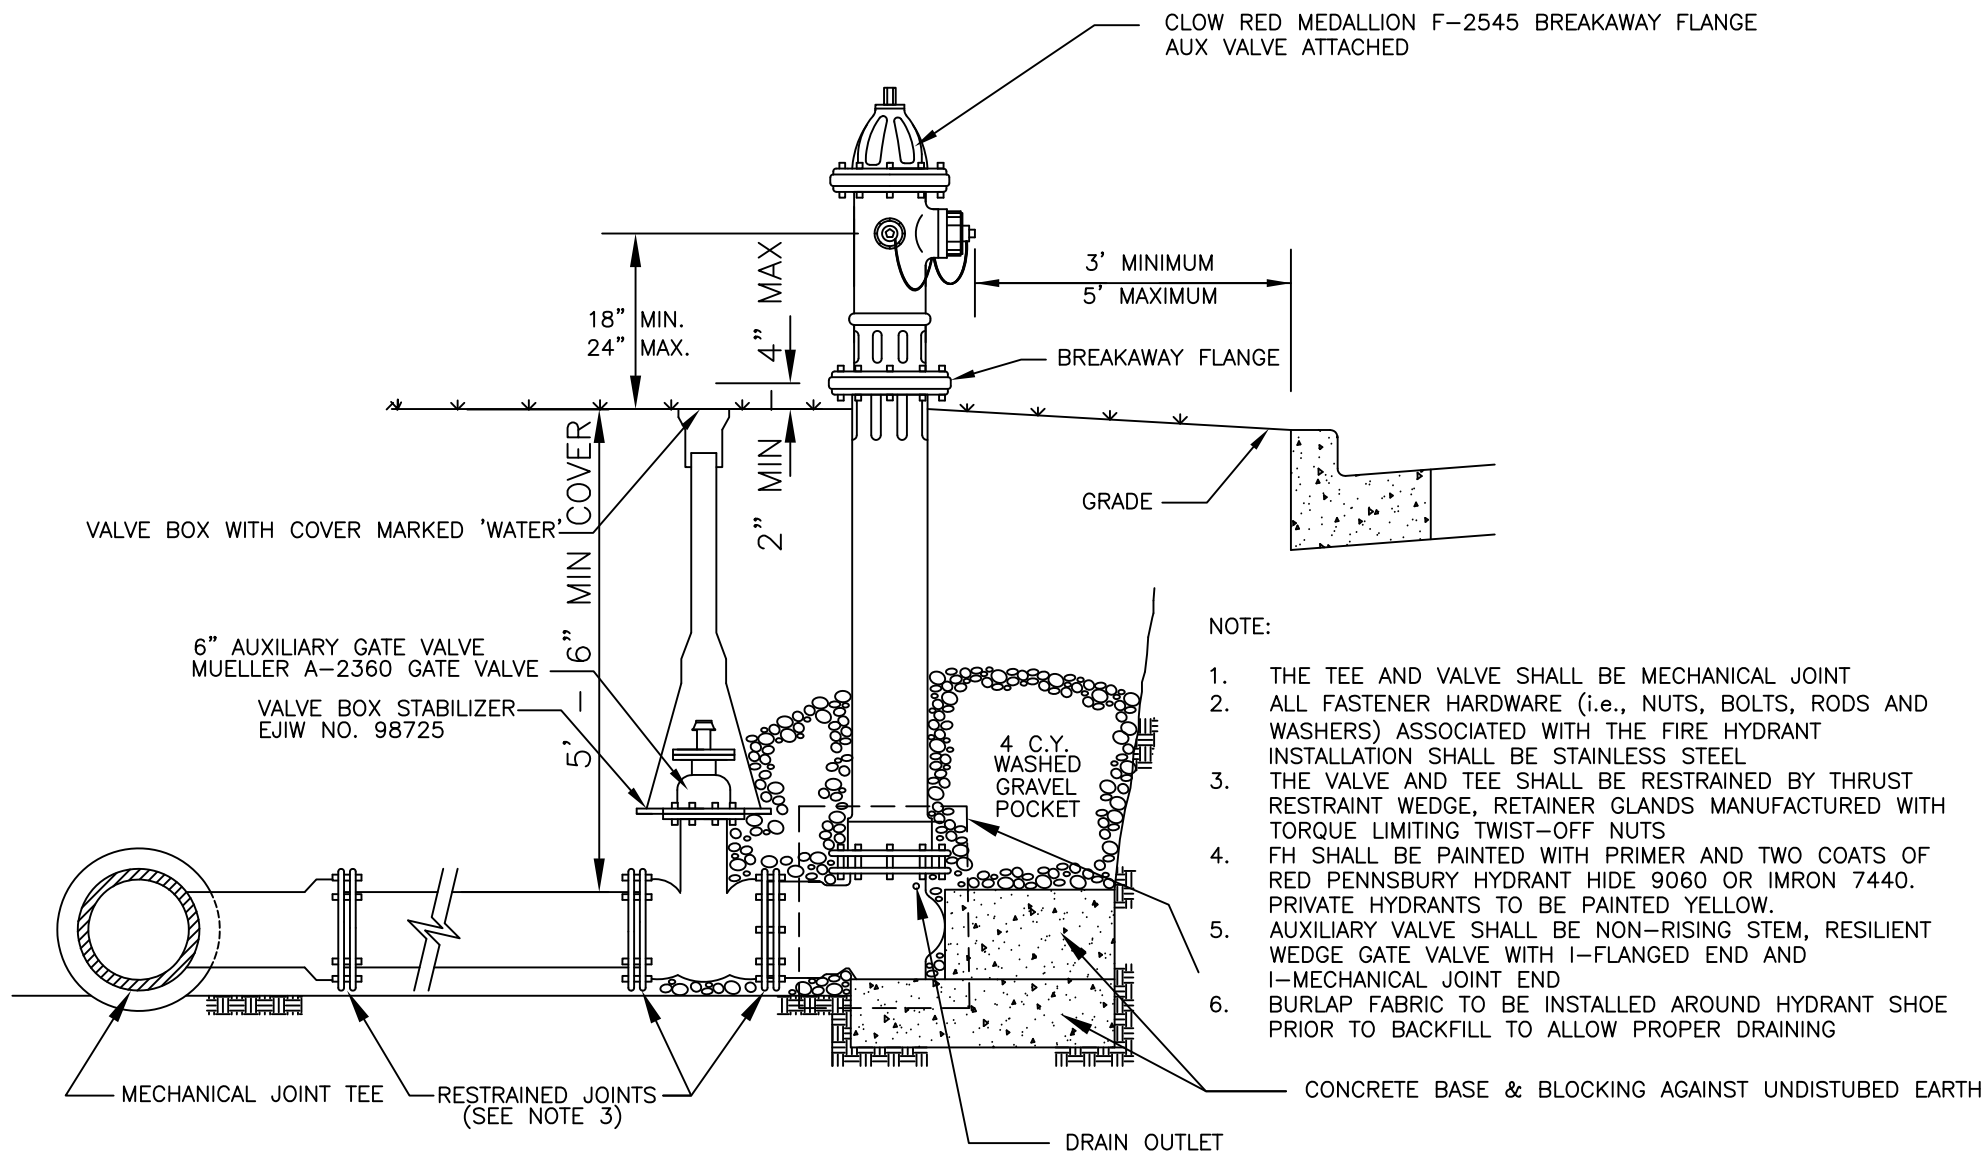 CLOW RED MEDALLION F-2545 BREAKAWAY FLANGE
AUX VALVE ATTACHED
3' MINIMUM
5' MAXIMUM
18" MIN.
24" MAX.
4" MAX
2" MIN
BREAKAWAY FLANGE
5' - 6" MIN COVER
GRADE
VALVE BOX WITH COVER MARKED 'WATER'
6" AUXILIARY GATE VALVE
MUELLER A-2360 GATE VALVE
VALVE BOX STABILIZER
EJIW NO. 98725
4 C.Y.
WASHED
GRAVEL
POCKET
NOTE:
1. THE TEE AND VALVE SHALL BE MECHANICAL JOINT
2. ALL FASTENER HARDWARE (i.e., NUTS, BOLTS, RODS AND
WASHERS) ASSOCIATED WITH THE FIRE HYDRANT
INSTALLATION SHALL BE STAINLESS STEEL
3. THE VALVE AND TEE SHALL BE RESTRAINED BY THRUST
RESTRAINT WEDGE, RETAINER GLANDS MANUFACTURED WITH
TORQUE LIMITING TWIST-OFF NUTS
4. FH SHALL BE PAINTED WITH PRIMER AND TWO COATS OF
RED PENNSBURY HYDRANT HIDE 9060 OR IMRON 7440.
PRIVATE HYDRANTS TO BE PAINTED YELLOW.
5. AUXILIARY VALVE SHALL BE NON-RISING STEM, RESILIENT
WEDGE GATE VALVE WITH I-FLANGED END AND
I-MECHANICAL JOINT END
6. BURLAP FABRIC TO BE INSTALLED AROUND HYDRANT SHOE
PRIOR TO BACKFILL TO ALLOW PROPER DRAINING
MECHANICAL JOINT TEE
RESTRAINED JOINTS
(SEE NOTE 3)
CONCRETE BASE & BLOCKING AGAINST UNDISTUBED EARTH
DRAIN OUTLET